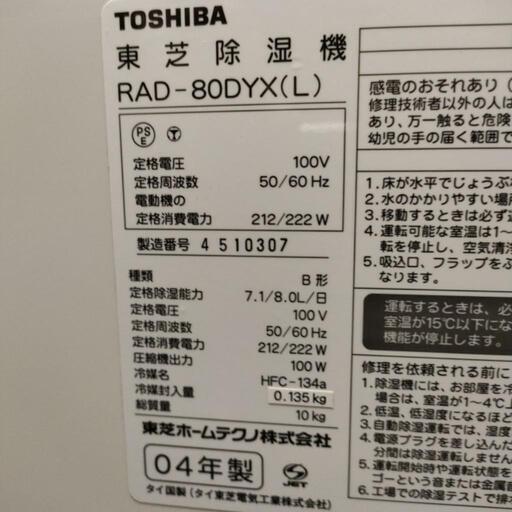 TOSHIBA
東芝除湿機
RAD-80DYX(L)
PS
E
T
定格電圧 100V
定格周波数 50/60 Hz
電動機の
定格消費電力 212/222 W
製造番号 4510307
種類 B形
定格除湿能力 7.1/8.0L/日
定格電圧 100 V
定格周波数 50/60 Hz
定格消費電力 212/222 W
圧縮機出力 100 W
冷媒名 HFC-134a
冷媒封入量 0.135 kg
総質量 10 kg
東芝ホームテクノ株式会社
04年製
JET
タイ国製（タイ東芝電気工業株式会社）
感電のおそれあり（
修理技術者以外の人は
あり、万一触ると危険
幼児の手の届く範囲で
1.床が水平でじょうぶ
2.水のかかりやすい場所
3.移動するときは必ず
4.運転可能な室温は1〜
転を停止し、空気清浄
5.吸込口、フラップをふ
なります。
運転するときは、必
室温が15℃以下にな
機能が停止します。
修理を依頼される前に
1.除湿機には、お部屋を冷
場合は、室温が1〜4℃上
2.低温、低湿度になるほど
3.自動除湿運転では、湿度
4.電源プラグを差し込んだ
分間は除湿運転しません
5.運転開始時や運転状態を
ゴーという音または金属音
6.工場での除湿テストで排水